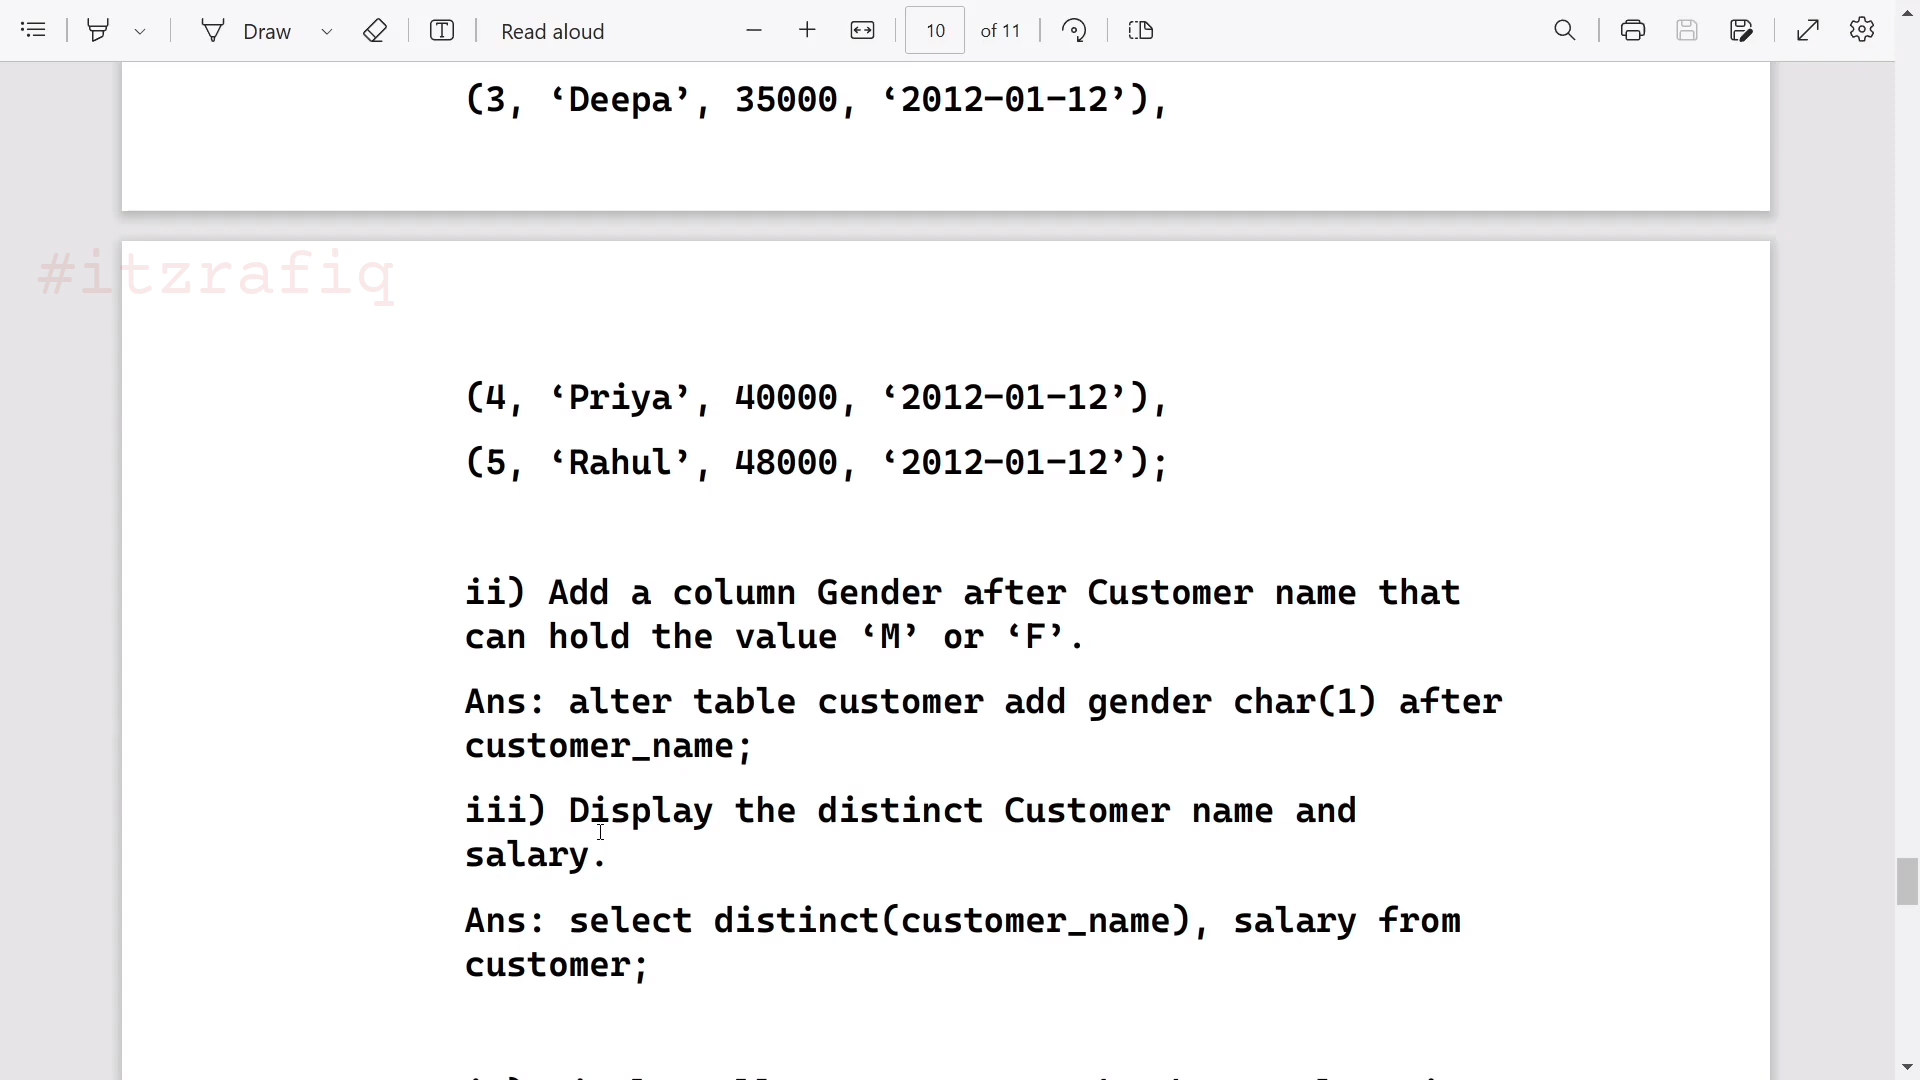 Draw
Read aloud
10 of 11
(3, ‘Deepa’, 35000, ‘2012-01-12’),
#itzrafiq
(4, ‘Priya’, 40000, ‘2012-01-12’),
(5, ‘Rahul’, 48000, ‘2012-01-12’);
ii) Add a column Gender after Customer name that
can hold the value ‘M’ or ‘F’.
Ans: alter table customer add gender char(1) after
customer_name;
iii) Display the distinct Customer name and
salary.
Ans: select distinct(customer_name), salary from
customer;